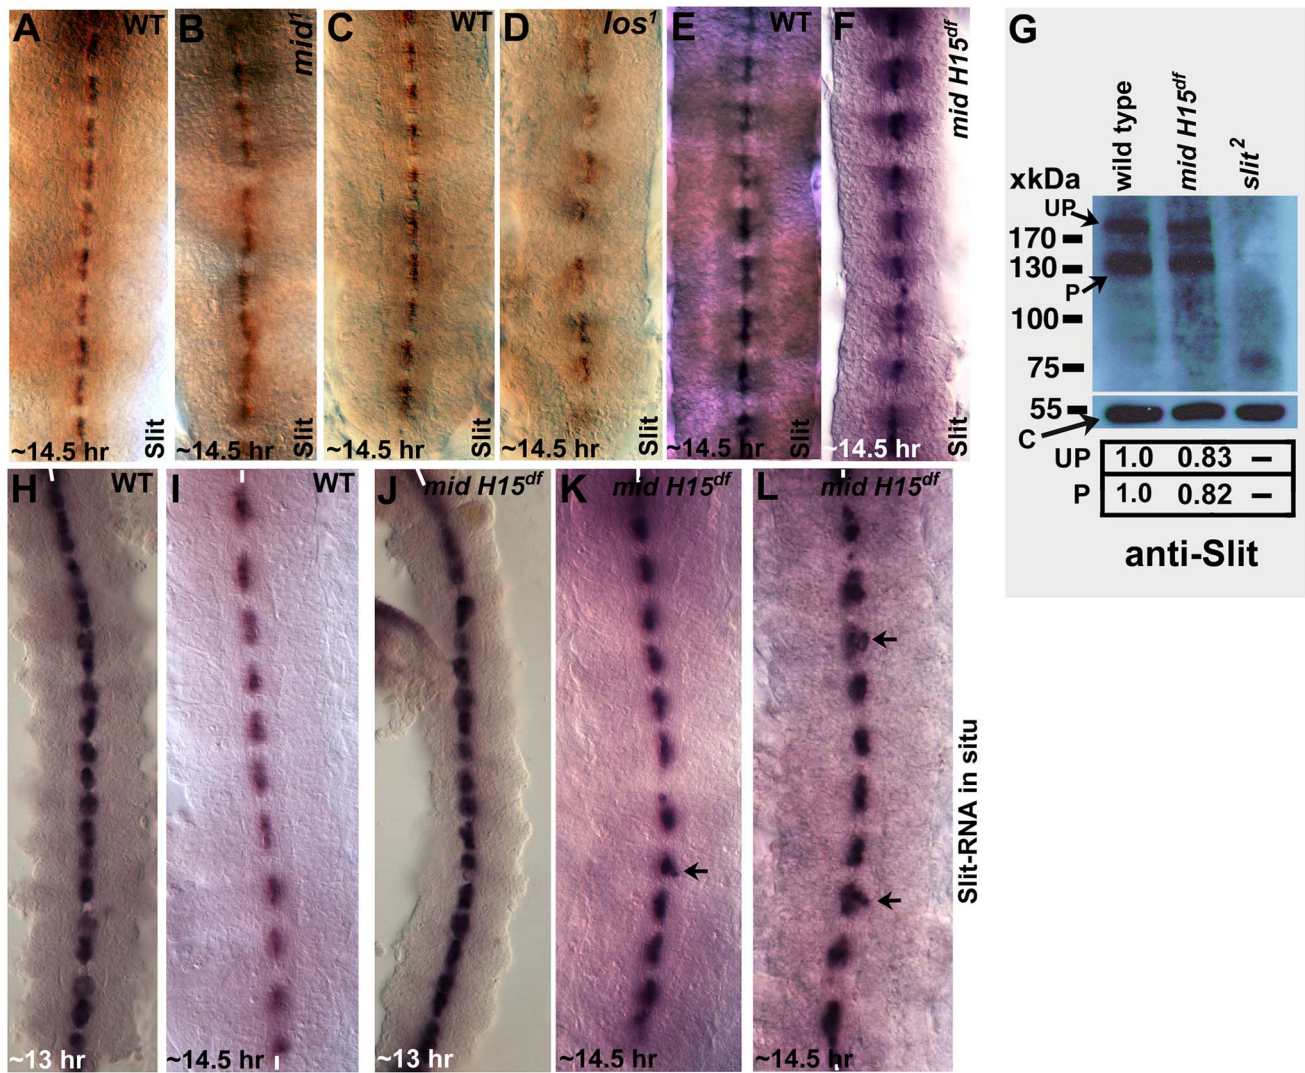 A WT
~14.5 hr Slit
B mid¹
~14.5 hr Slit
C WT
~14.5 hr Slit
D los¹
~14.5 hr Slit
E WT
~14.5 hr Slit
F mid H15df
~14.5 hr Slit
G
wild type
mid H15df
slit²
xkDa
UP
170
130
P
100
75
55
C
UP 1.0 0.83 –
P 1.0 0.82 –
anti-Slit
H WT
~13 hr
I WT
~14.5 hr
J mid H15df
~13 hr
K mid H15df
~14.5 hr
L mid H15df
~14.5 hr
Slit-RNA in situ